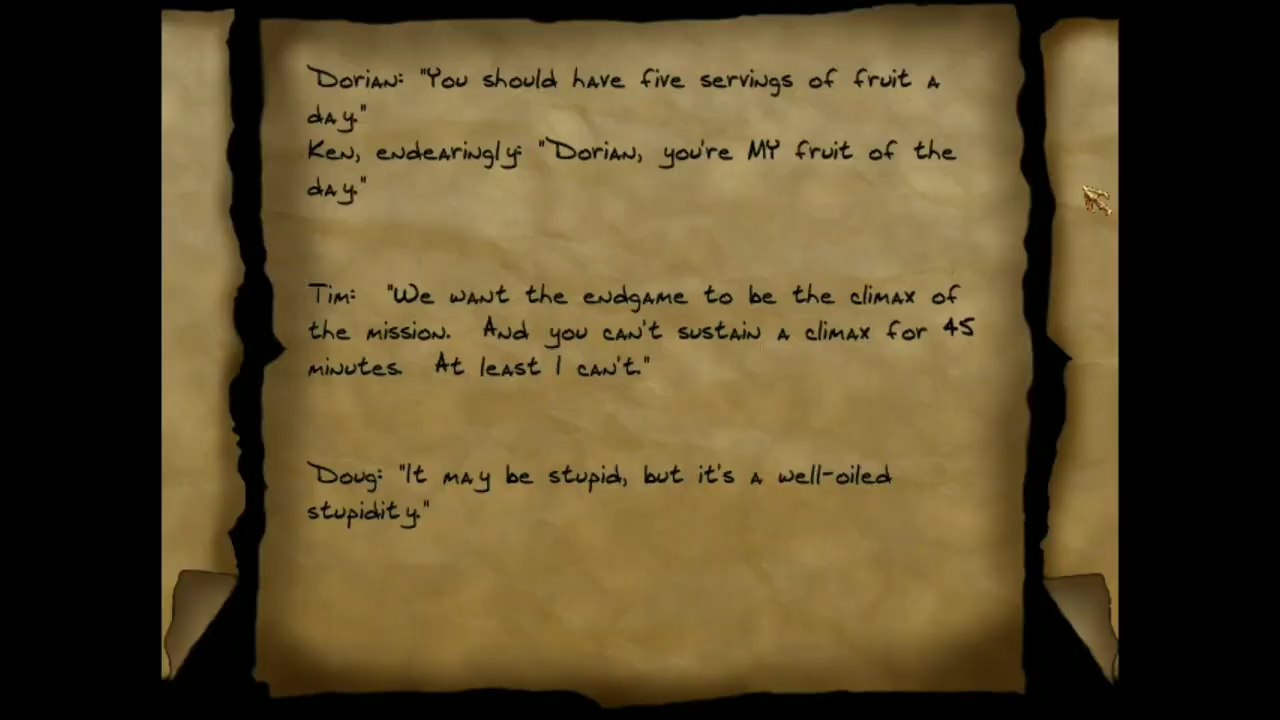 Dorian: "You should have five servings of fruit a
day."
Ken, endearingly: "Dorian, you're MY fruit of the
day."
Tim: "We want the endgame to be the climax of
the mission. And you can't sustain a climax for 45
minutes. At least I can't."
Doug: "It may be stupid, but it's a well-oiled
stupidity."